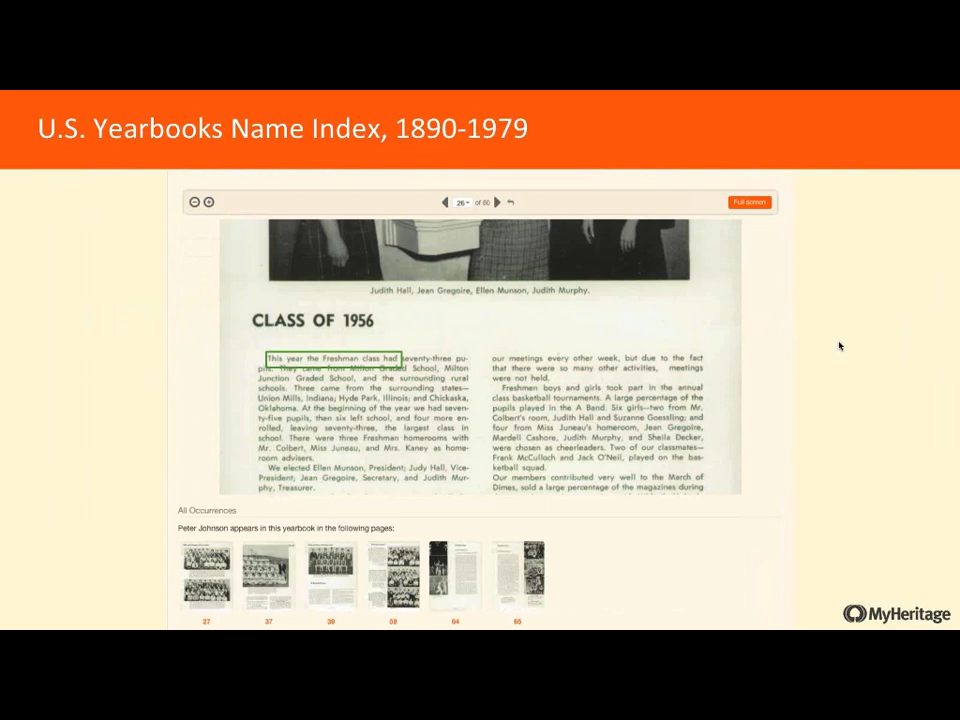 U.S. Yearbooks Name Index, 1890-1979
26 of 80
Full screen
Judith Hall, Jean Gregoire, Ellen Munson, Judith Murphy.
CLASS OF 1956
This year the Freshman class had seventy-three pu-
pils. They came from Milton Graded School, Milton
Junction Graded School, and the surrounding rural
schools. Three came from the surrounding states—
Union Mills, Indiana; Hyde Park, Illinois; and Chickaska,
Oklahoma. At the beginning of the year we had seven-
ty-five pupils, then six left school, and four more en-
rolled, leaving seventy-three, the largest class in
school. There were three Freshman homerooms with
Mr. Colbert, Miss Juneau, and Mrs. Kaney as home-
room advisers.
We elected Ellen Munson, President; Judy Hall, Vice-
President; Jean Gregoire, Secretary, and Judith Mur-
phy, Treasurer.
our meetings every other week, but due to the fact
that there were so many other activities, meetings
were not held.
Freshmen boys and girls took part in the annual
class basketball tournaments. A large percentage of the
pupils played in the A Band. Six girls—two from Mr.
Colbert's room, Judith Hall and Suzanne Goessling; and
four from Miss Juneau's homeroom, Jean Gregoire,
Mardell Cashore, Judith Murphy, and Sheila Decker,
were chosen as cheerleaders. Two of our classmates—
Frank McCulloch and Jack O'Neil, played on the bas-
ketball squad.
Our members contributed very well to the March of
Dimes, sold a large percentage of the magazines during
All Occurrences
Peter Johnson appears in this yearbook in the following pages:
27 37 39 59 64 65
MyHeritage